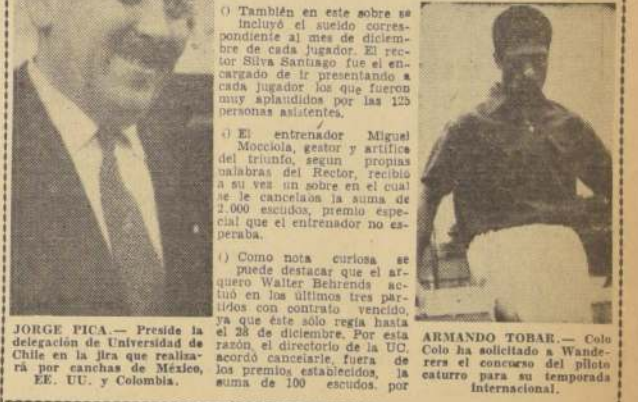 () También en este sobre se
incluyó el sueldo corres-
pondiente al mes de diciem-
bre de cada jugador. El rec-
tor Silva Santiago fue el en-
cargado de ir presentando a
cada jugador los que fueron
muy aplaudidos por las 125
personas asistentes.
() El entrenador Miguel
Mocciola, gestor y artífice
del triunfo, segun propias
palabras del Rector, recibió
a su vez un sobre en el cual
se le cancelaba la suma de
2.000 escudos, premio espe-
cial que el entrenador no es-
peraba.
() Como nota curiosa se
puede destacar que el ar-
quero Walter Behrends ac-
tuó en los últimos tres par-
tidos con contrato vencido,
ya que éste sólo regía hasta
el 28 de diciembre. Por esta
razón, el directorio de la UC.
acordó cancelarle, fuera de
los premios establecidos, la
suma de 100 escudos. por
JORGE PICA.— Preside la
delegación de Universidad de
Chile en la jira que realiza-
rá por canchas de México,
EE. UU. y Colombia.
ARMANDO TOBAR.— Colo
Colo ha solicitado a Wande-
rers el concurso del piloto
caturro para su temporada
internacional.